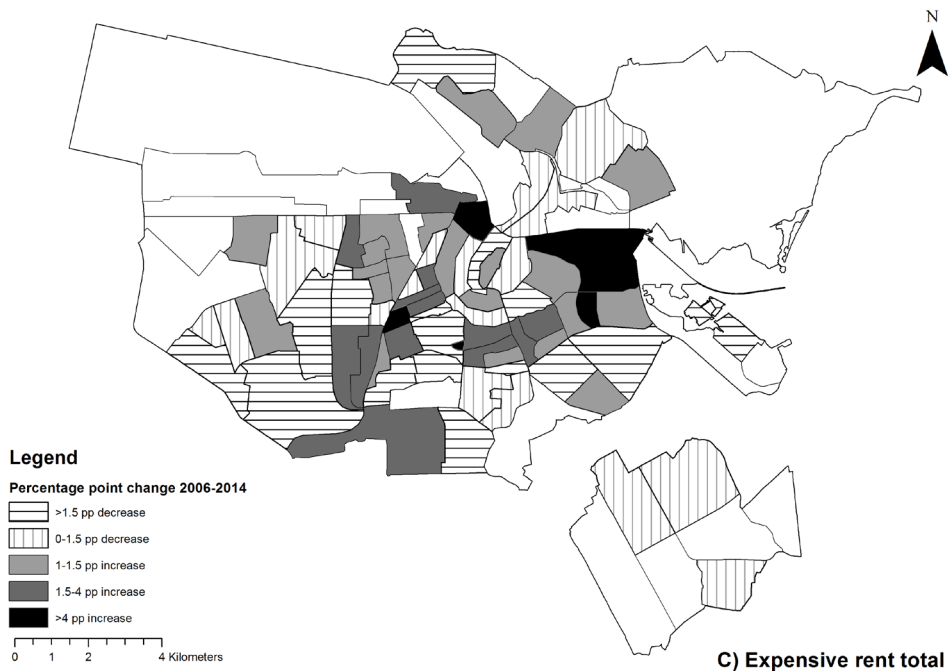 N
Legend
Percentage point change 2006-2014
>1.5 pp decrease
0-1.5 pp decrease
1-1.5 pp increase
1.5-4 pp increase
>4 pp increase
0 1 2 4 Kilometers
C) Expensive rent total